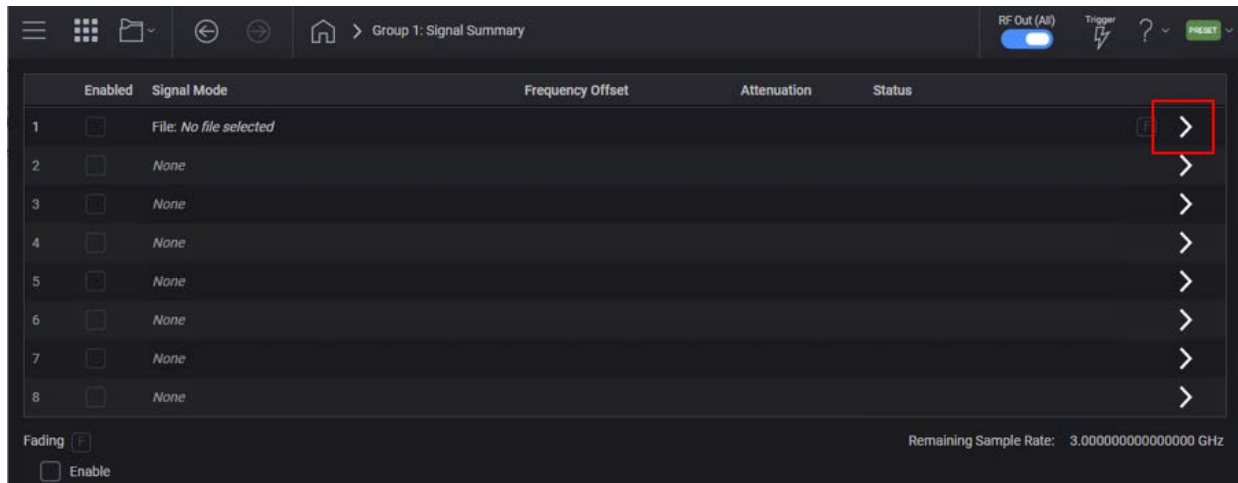 Group 1: Signal Summary RF Out (All) Trigger ? PRESET
Enabled Signal Mode Frequency Offset Attenuation Status
1 File: No file selected F
2 None
3 None
4 None
5 None
6 None
7 None
8 None
Fading F Remaining Sample Rate: 3.000000000000000 GHz
Enable